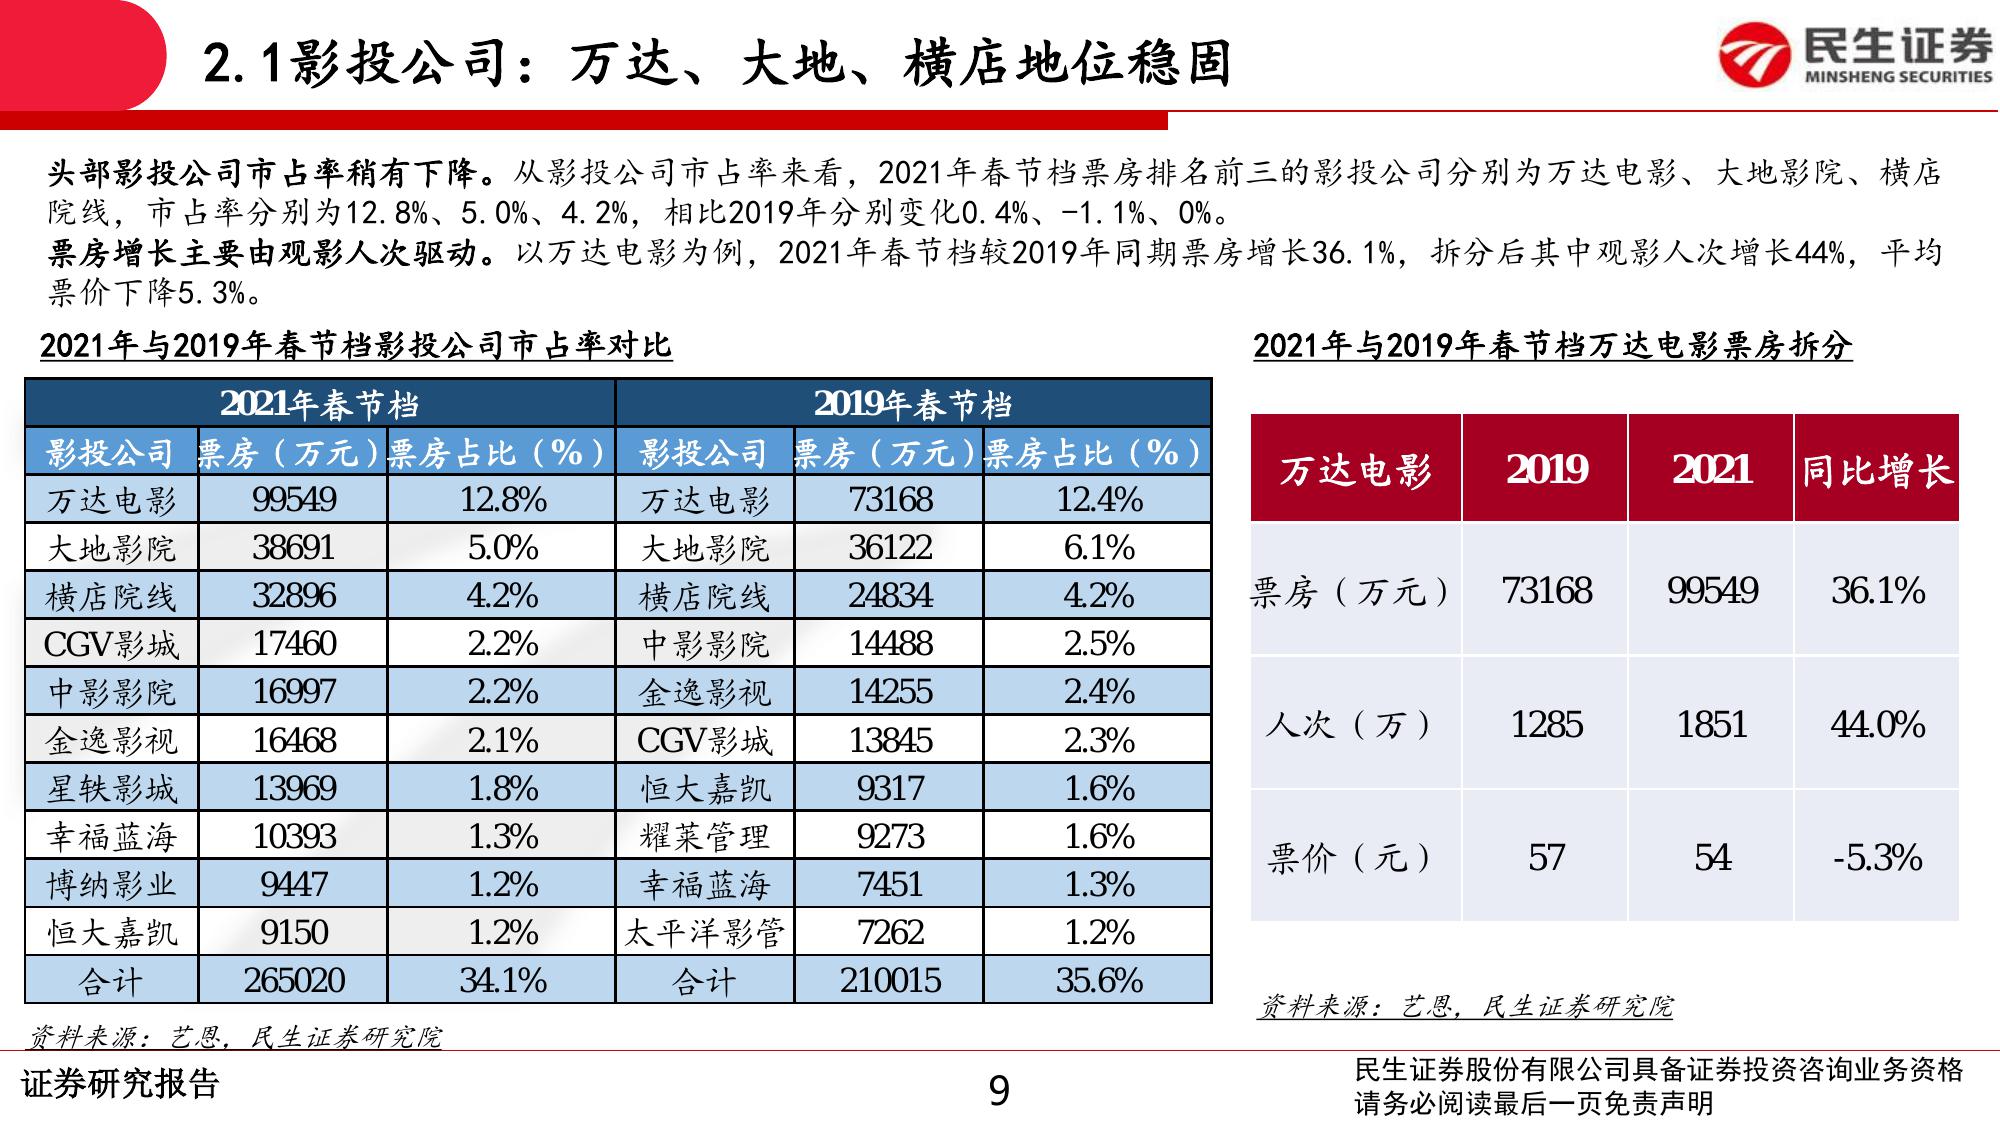 2.1影投公司：万达、大地、横店地位稳固
民生证券
MINSHENG SECURITIES
头部影投公司市占率稍有下降。从影投公司市占率来看，2021年春节档票房排名前三的影投公司分别为万达电影、大地影院、横店
院线，市占率分别为12.8%、5.0%、4.2%，相比2019年分别变化0.4%、-1.1%、0%。
票房增长主要由观影人次驱动。以万达电影为例，2021年春节档较2019年同期票房增长36.1%，拆分后其中观影人次增长44%，平均
票价下降5.3%。
2021年与2019年春节档影投公司市占率对比
2021年春节档 2019年春节档
影投公司 票房（万元） 票房占比（%） 影投公司 票房（万元） 票房占比（%）
万达电影 99549 12.8% 万达电影 73168 12.4%
大地影院 38691 5.0% 大地影院 36122 6.1%
横店院线 32896 4.2% 横店院线 24834 4.2%
CGV影城 17460 2.2% 中影影院 14488 2.5%
中影影院 16997 2.2% 金逸影视 14255 2.4%
金逸影视 16468 2.1% CGV影城 13845 2.3%
星轶影城 13969 1.8% 恒大嘉凯 9317 1.6%
幸福蓝海 10393 1.3% 耀莱管理 9273 1.6%
博纳影业 9447 1.2% 幸福蓝海 7451 1.3%
恒大嘉凯 9150 1.2% 太平洋影管 7262 1.2%
合计 265020 34.1% 合计 210015 35.6%
资料来源：艺恩，民生证券研究院
2021年与2019年春节档万达电影票房拆分
万达电影 2019 2021 同比增长
票房（万元） 73168 99549 36.1%
人次（万） 1285 1851 44.0%
票价（元） 57 54 -5.3%
资料来源：艺恩，民生证券研究院
证券研究报告
9
民生证券股份有限公司具备证券投资咨询业务资格
请务必阅读最后一页免责声明